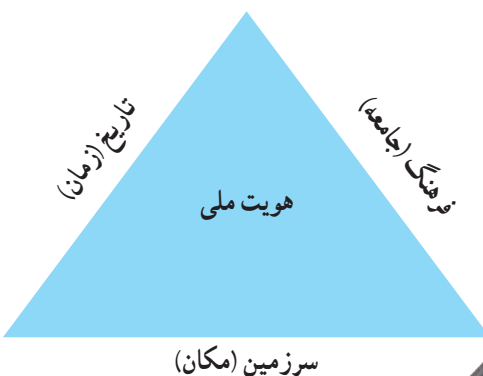 فرهنگ (جامعه)
تاریخ (زمان)
هویت ملی
سرزمین (مکان)